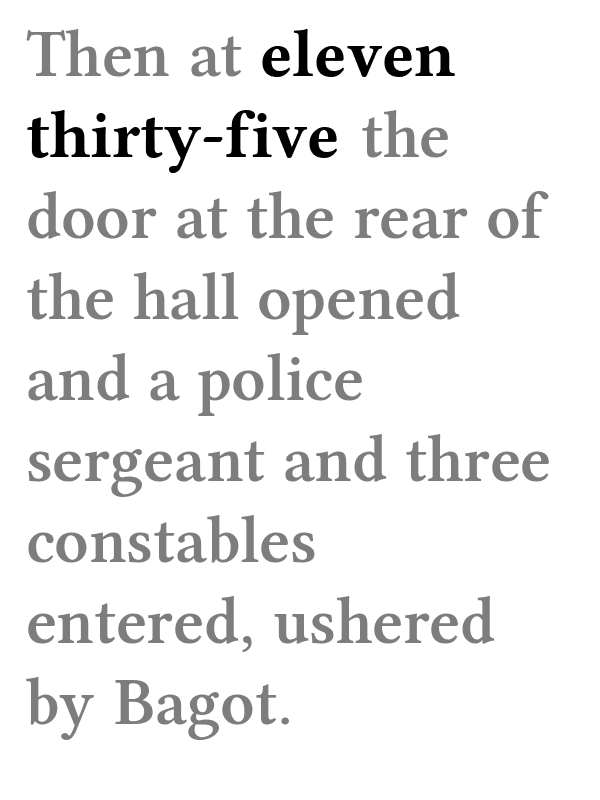 Then at eleven
thirty-five the
door at the rear of
the hall opened
and a police
sergeant and three
constables
entered, ushered
by Bagot.